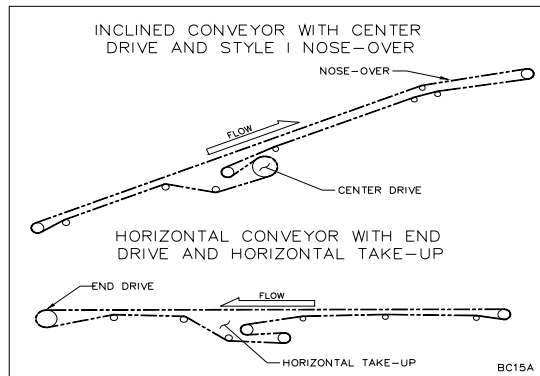 INCLINED CONVEYOR WITH CENTER
DRIVE AND STYLE 1 NOSE-OVER
NOSE-OVER
FLOW
CENTER DRIVE
HORIZONTAL CONVEYOR WITH END
DRIVE AND HORIZONTAL TAKE-UP
END DRIVE
FLOW
HORIZONTAL TAKE-UP
BC15A